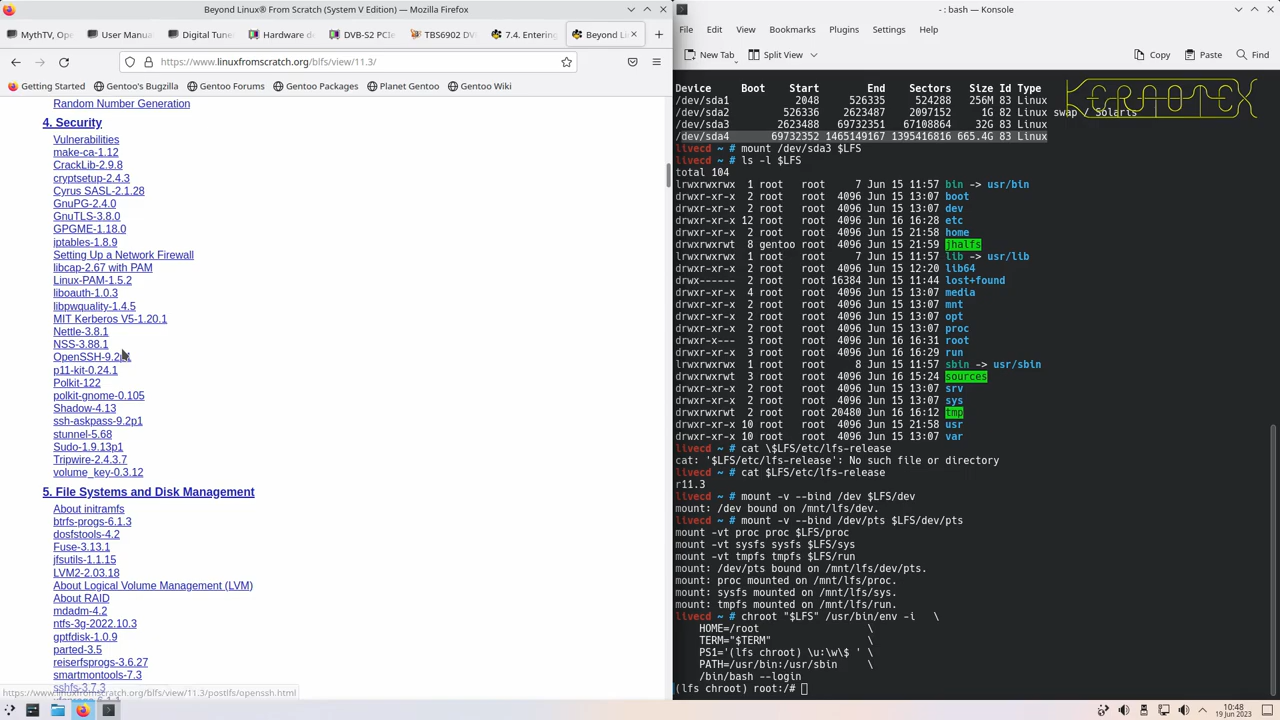 Beyond Linux® From Scratch (System V Edition) — Mozilla Firefox
MythTV, Ope
User Manua
Digital Tune
Hardware de
DVB-S2 PCIe
TBS6902 DV
7.4. Entering
Beyond Li
https://www.linuxfromscratch.org/blfs/view/11.3/
Getting Started
Gentoo's Bugzilla
Gentoo Forums
Gentoo Packages
Planet Gentoo
Gentoo Wiki
Random Number Generation
4. Security
Vulnerabilities
make-ca-1.12
CrackLib-2.9.8
cryptsetup-2.4.3
Cyrus SASL-2.1.28
GnuPG-2.4.0
GnuTLS-3.8.0
GPGME-1.18.0
iptables-1.8.9
Setting Up a Network Firewall
libcap-2.67 with PAM
Linux-PAM-1.5.2
liboauth-1.0.3
libpwquality-1.4.5
MIT Kerberos V5-1.20.1
Nettle-3.8.1
NSS-3.88.1
OpenSSH-9.2p1
p11-kit-0.24.1
Polkit-122
polkit-gnome-0.105
Shadow-4.13
ssh-askpass-9.2p1
stunnel-5.68
Sudo-1.9.13p1
Tripwire-2.4.3.7
volume_key-0.3.12
5. File Systems and Disk Management
About initramfs
btrfs-progs-6.1.3
dosfstools-4.2
Fuse-3.13.1
jfsutils-1.1.15
LVM2-2.03.18
About Logical Volume Management (LVM)
About RAID
mdadm-4.2
ntfs-3g-2022.10.3
gptfdisk-1.0.9
parted-3.5
reiserfsprogs-3.6.27
smartmontools-7.3
sshfs-3.7.3
https://www.linuxfromscratch.org/blfs/view/11.3/postlfs/openssh.html
- : bash — Konsole
File Edit View Bookmarks Plugins Settings Help
New Tab
Split View
Copy
Paste
Find
KERNOTEX
Device Boot Start End Sectors Size Id Type
/dev/sda1 2048 526335 524288 256M 83 Linux
/dev/sda2 526336 2623487 2097152 1G 82 Linux swap / Solaris
/dev/sda3 2623488 69732351 67108864 32G 83 Linux
/dev/sda4 69732352 1465149167 1395416816 665.4G 83 Linux
livecd ~ # mount /dev/sda3 $LFS
livecd ~ # ls -l $LFS
total 104
lrwxrwxrwx 1 root root 7 Jun 15 11:57 bin -> usr/bin
drwxr-xr-x 2 root root 4096 Jun 15 13:07 boot
drwxr-xr-x 2 root root 4096 Jun 15 13:07 dev
drwxr-xr-x 12 root root 4096 Jun 16 16:28 etc
drwxr-xr-x 2 root root 4096 Jun 15 21:58 home
drwxrwxrwt 8 gentoo root 4096 Jun 15 21:59 jhalfs
lrwxrwxrwx 1 root root 7 Jun 15 11:57 lib -> usr/lib
drwxr-xr-x 2 root root 4096 Jun 15 12:20 lib64
drwx------ 2 root root 16384 Jun 15 11:44 lost+found
drwxr-xr-x 4 root root 4096 Jun 15 13:07 media
drwxr-xr-x 2 root root 4096 Jun 15 13:07 mnt
drwxr-xr-x 2 root root 4096 Jun 15 13:07 opt
drwxr-xr-x 2 root root 4096 Jun 15 13:07 proc
drwxr-x--- 3 root root 4096 Jun 16 16:31 root
drwxr-xr-x 3 root root 4096 Jun 16 16:29 run
lrwxrwxrwx 1 root root 8 Jun 15 11:57 sbin -> usr/sbin
drwxrwxrwt 3 root root 4096 Jun 16 15:24 sources
drwxr-xr-x 2 root root 4096 Jun 15 13:07 srv
drwxr-xr-x 2 root root 4096 Jun 15 13:07 sys
drwxrwxrwt 2 root root 20480 Jun 16 16:12 tmp
drwxr-xr-x 10 root root 4096 Jun 15 21:58 usr
drwxr-xr-x 10 root root 4096 Jun 15 13:07 var
livecd ~ # cat \$LFS/etc/lfs-release
cat: '$LFS/etc/lfs-release': No such file or directory
livecd ~ # cat $LFS/etc/lfs-release
r11.3
livecd ~ # mount -v --bind /dev $LFS/dev
mount: /dev bound on /mnt/lfs/dev.
livecd ~ # mount -v --bind /dev/pts $LFS/dev/pts
mount -vt proc proc $LFS/proc
mount -vt sysfs sysfs $LFS/sys
mount -vt tmpfs tmpfs $LFS/run
mount: /dev/pts bound on /mnt/lfs/dev/pts.
mount: proc mounted on /mnt/lfs/proc.
mount: sysfs mounted on /mnt/lfs/sys.
mount: tmpfs mounted on /mnt/lfs/run.
livecd ~ # chroot "$LFS" /usr/bin/env -i \
HOME=/root \
TERM="$TERM" \
PS1='(lfs chroot) \u:\w\$ ' \
PATH=/usr/bin:/usr/sbin \
/bin/bash --login
(lfs chroot) root:/#
10:48
19 Jun 2023